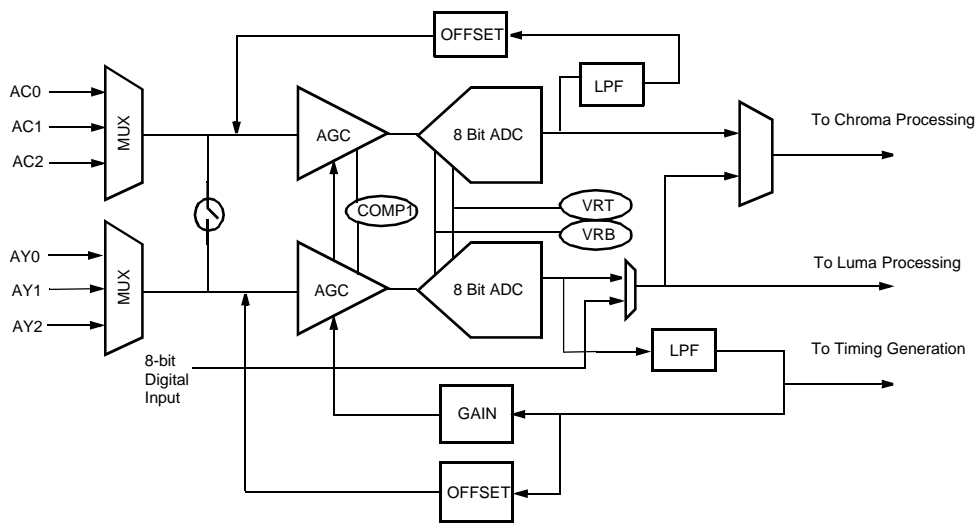 OFFSET
LPF
AC0
AC1
AC2
MUX
AGC
8 Bit ADC
To Chroma Processing
COMP1
VRT
VRB
AY0
AY1
AY2
MUX
AGC
8 Bit ADC
To Luma Processing
8-bit
Digital
Input
LPF
To Timing Generation
GAIN
OFFSET